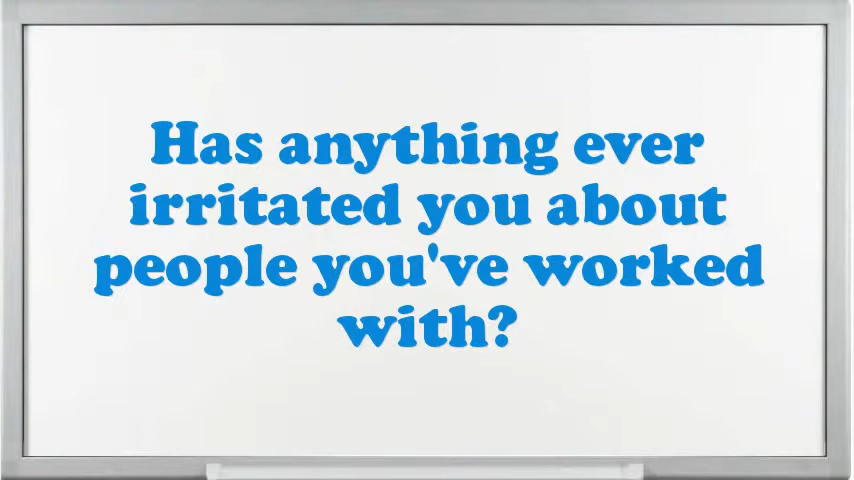 Has anything ever
irritated you about
people you've worked
with?